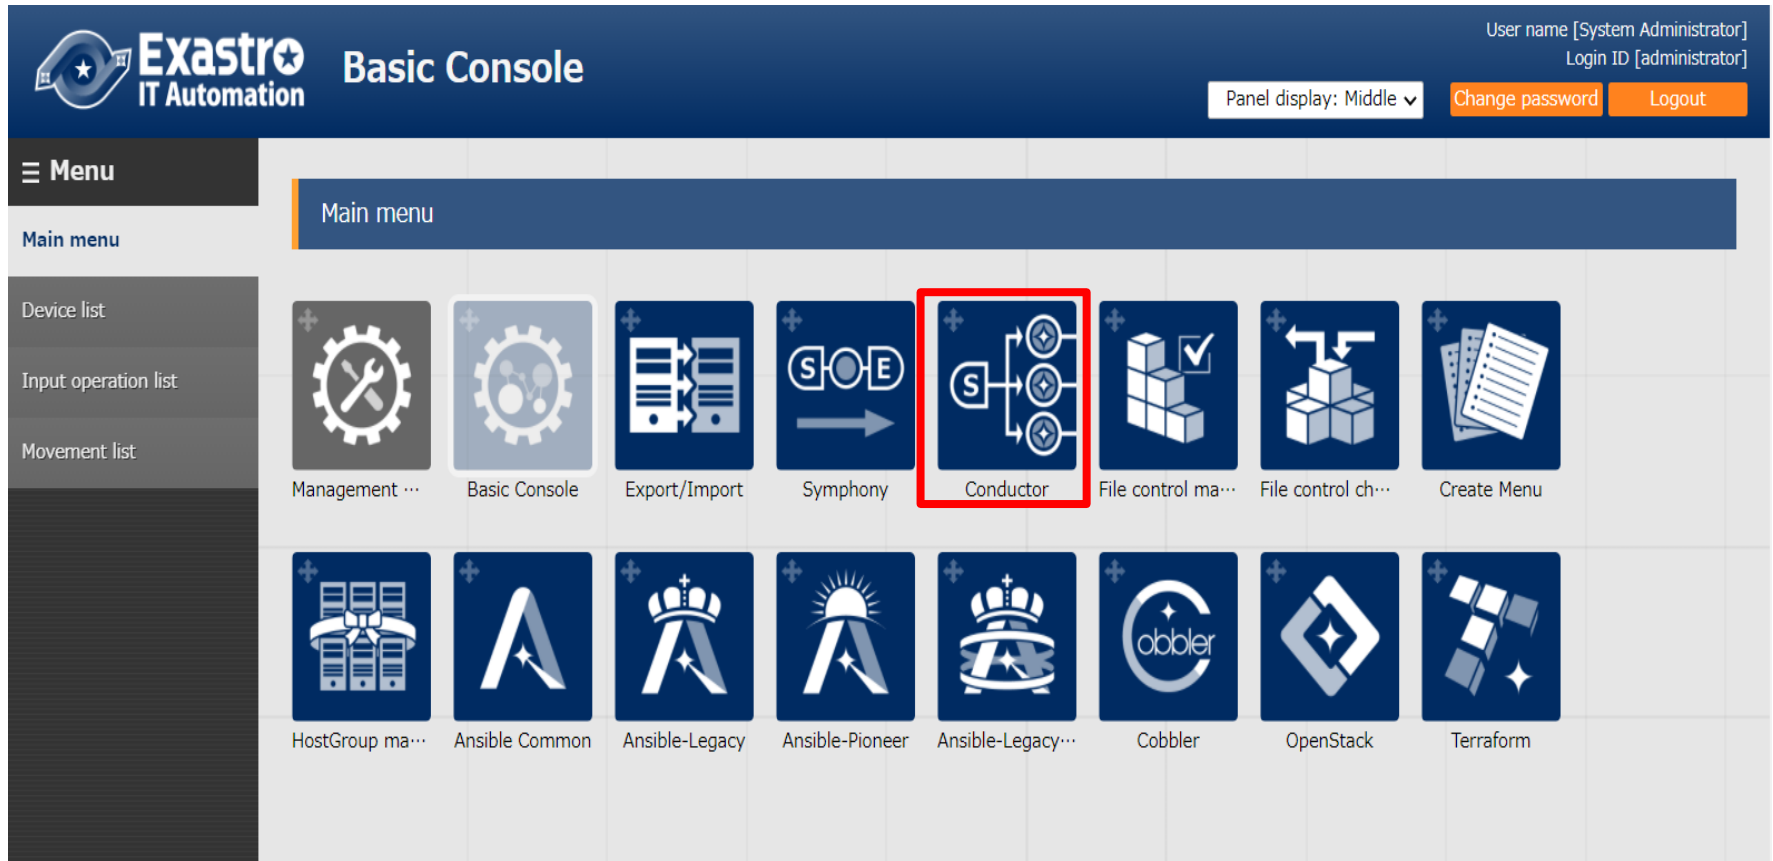 Exastro
IT Automation
Basic Console
User name [System Administrator]
Login ID [administrator]
Panel display: Middle
Change password
Logout
Menu
Main menu
Device list
Input operation list
Movement list
Main menu
S E
S
Management ···
Basic Console
Export/Import
Symphony
Conductor
File control ma···
File control ch···
Create Menu
obbler
HostGroup ma···
Ansible Common
Ansible-Legacy
Ansible-Pioneer
Ansible-Legacy···
Cobbler
OpenStack
Terraform